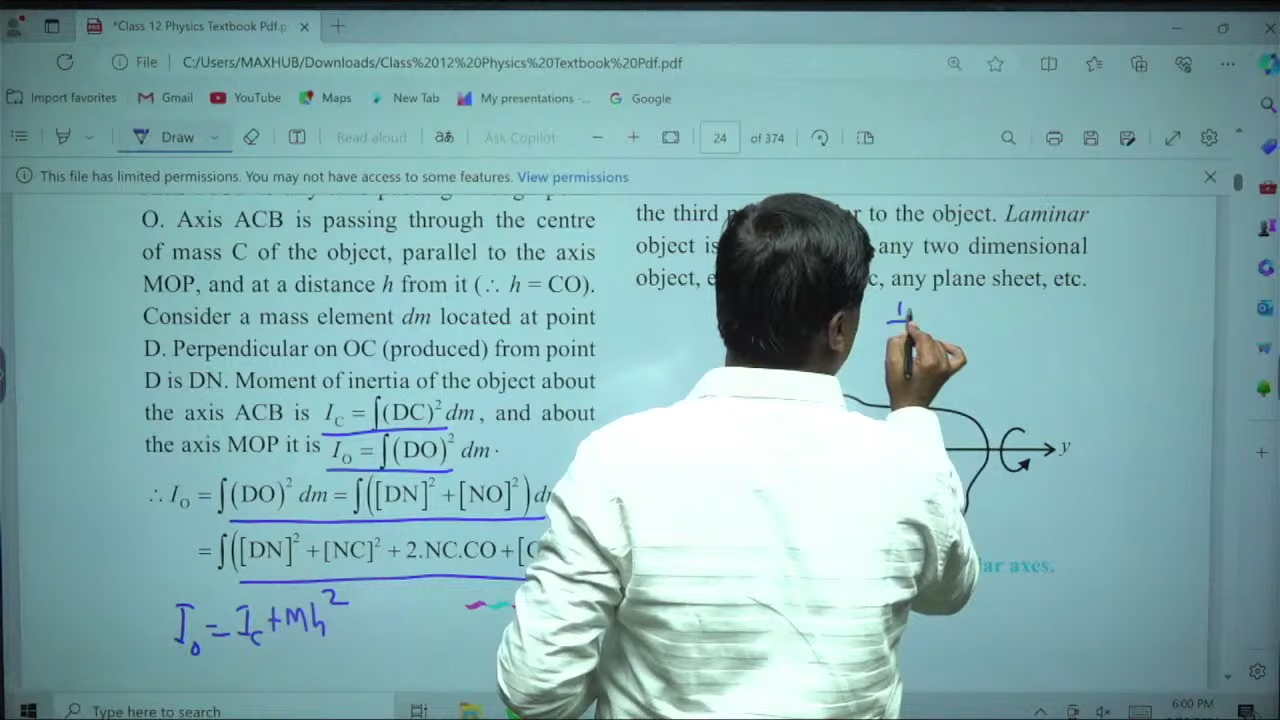 *Class 12 Physics Textbook Pdf.p
File C:/Users/MAXHUB/Downloads/Class%2012%20Physics%20Textbook%20Pdf.pdf
Import favorites Gmail YouTube Maps New Tab My presentations -... Google
Draw Read aloud aあ Ask Copilot 24 of 374
This file has limited permissions. You may not have access to some features. View permissions
O. Axis ACB is passing through the centre
of mass C of the object, parallel to the axis
MOP, and at a distance h from it (∴ h = CO).
Consider a mass element dm located at point
D. Perpendicular on OC (produced) from point
D is DN. Moment of inertia of the object about
the axis ACB is I_C = ∫(DC)² dm, and about
the axis MOP it is I_O = ∫(DO)² dm.
∴ I_O = ∫(DO)² dm = ∫([DN]² + [NO]²)
= ∫([DN]² + [NC]² + 2.NC.CO + [
I_0 = I_c + Mh²
the third to the object. Laminar
object is any two dimensional
object, any plane sheet, etc.
y
axes.
Type here to search
6:00 PM